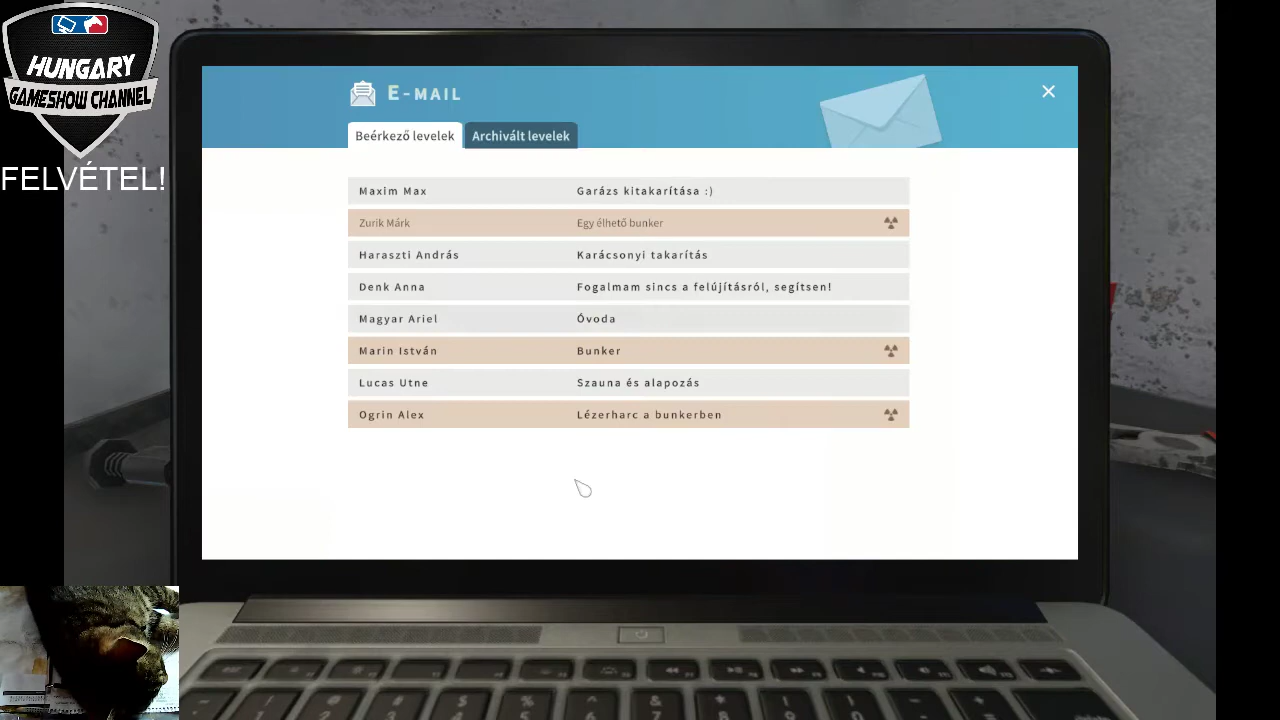 HUNGARY
GAMESHOW CHANNEL
FELVÉTEL!
E-MAIL
Beérkező levelek Archivált levelek
Maxim Max Garázs kitakarítása :)
Zurik Márk Egy élhető bunker
Haraszti András Karácsonyi takarítás
Denk Anna Fogalmam sincs a felújításról, segítsen!
Magyar Ariel Óvoda
Marin István Bunker
Lucas Utne Szauna és alapozás
Ogrin Alex Lézerharc a bunkerben